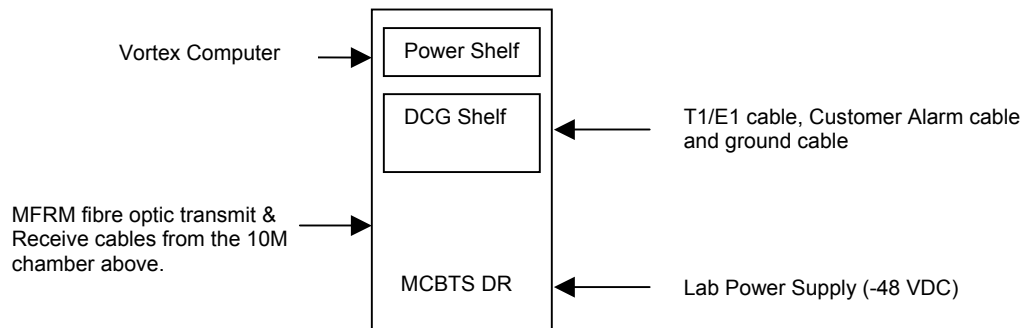 Power Shelf
Vortex Computer
DCG Shelf
T1/E1 cable, Customer Alarm cable
and ground cable
MFRM fibre optic transmit &
Receive cables from the 10M
chamber above.
MCBTS DR
Lab Power Supply (-48 VDC)